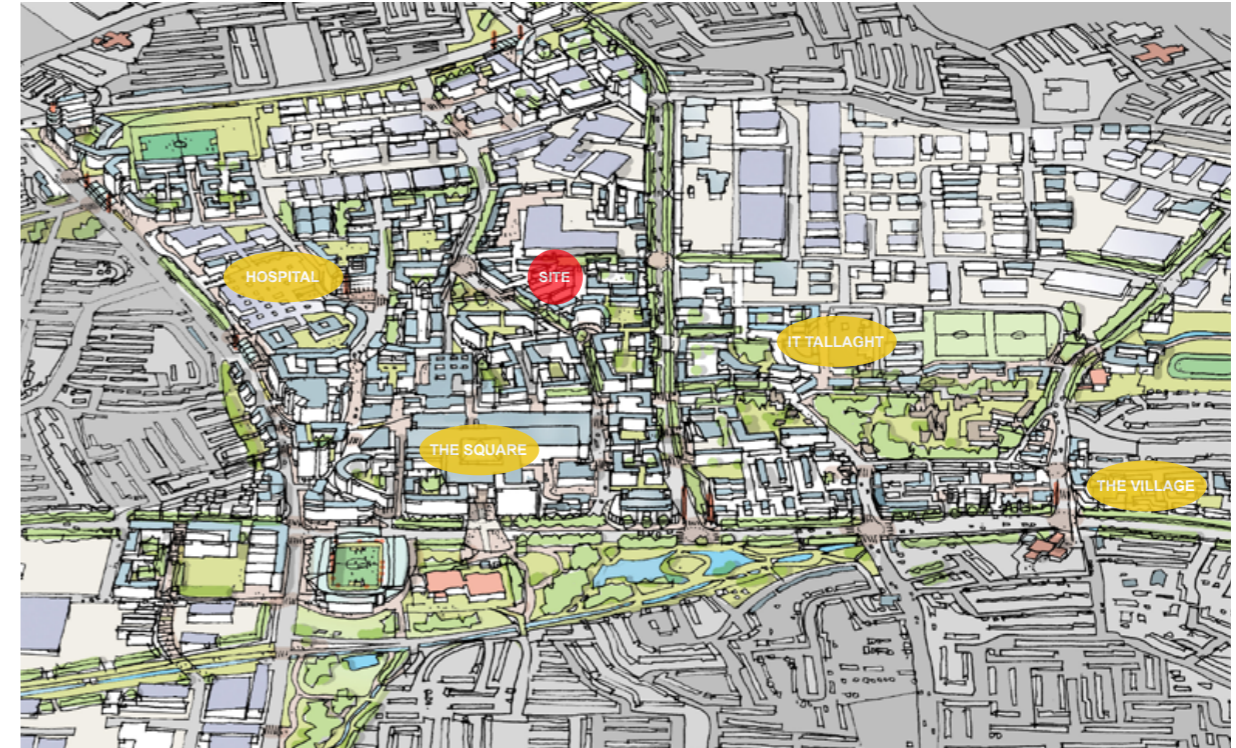 HOSPITAL
SITE
IT TALLAGHT
THE SQUARE
THE VILLAGE